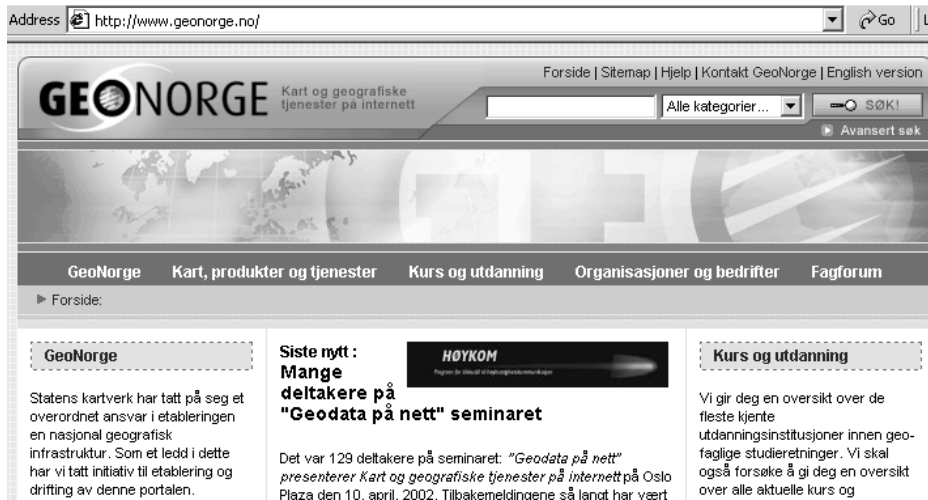 Address http://www.geonorge.no/ Go
Forside | Sitemap | Hjelp | Kontakt GeoNorge | English version
GEONORGE
Kart og geografiske
tjenester på internett
Alle kategorier... SØK!
Avansert søk
GeoNorge Kart, produkter og tjenester Kurs og utdanning Organisasjoner og bedrifter Fagforum
Forside:
GeoNorge
Statens kartverk har tatt på seg et
overordnet ansvar i etableringen
en nasjonal geografisk
infrastruktur. Som et ledd i dette
har vi tatt initiativ til etablering og
drifting av denne portalen.
Siste nytt :
Mange
deltakere på
"Geodata på nett" seminaret
HØYKOM
Program for tilskudd til høyhastighetskommunikasjon
Det var 129 deltakere på seminaret: "Geodata på nett"
presenterer Kart og geografiske tjenester på internett på Oslo
Plaza den 10. april, 2002. Tilbakemeldingene så langt har vært
Kurs og utdanning
Vi gir deg en oversikt over de
fleste kjente
utdanningsinstitusjoner innen geo-
faglige studieretninger. Vi skal
også forsøke å gi deg en oversikt
over alle aktuelle kurs og